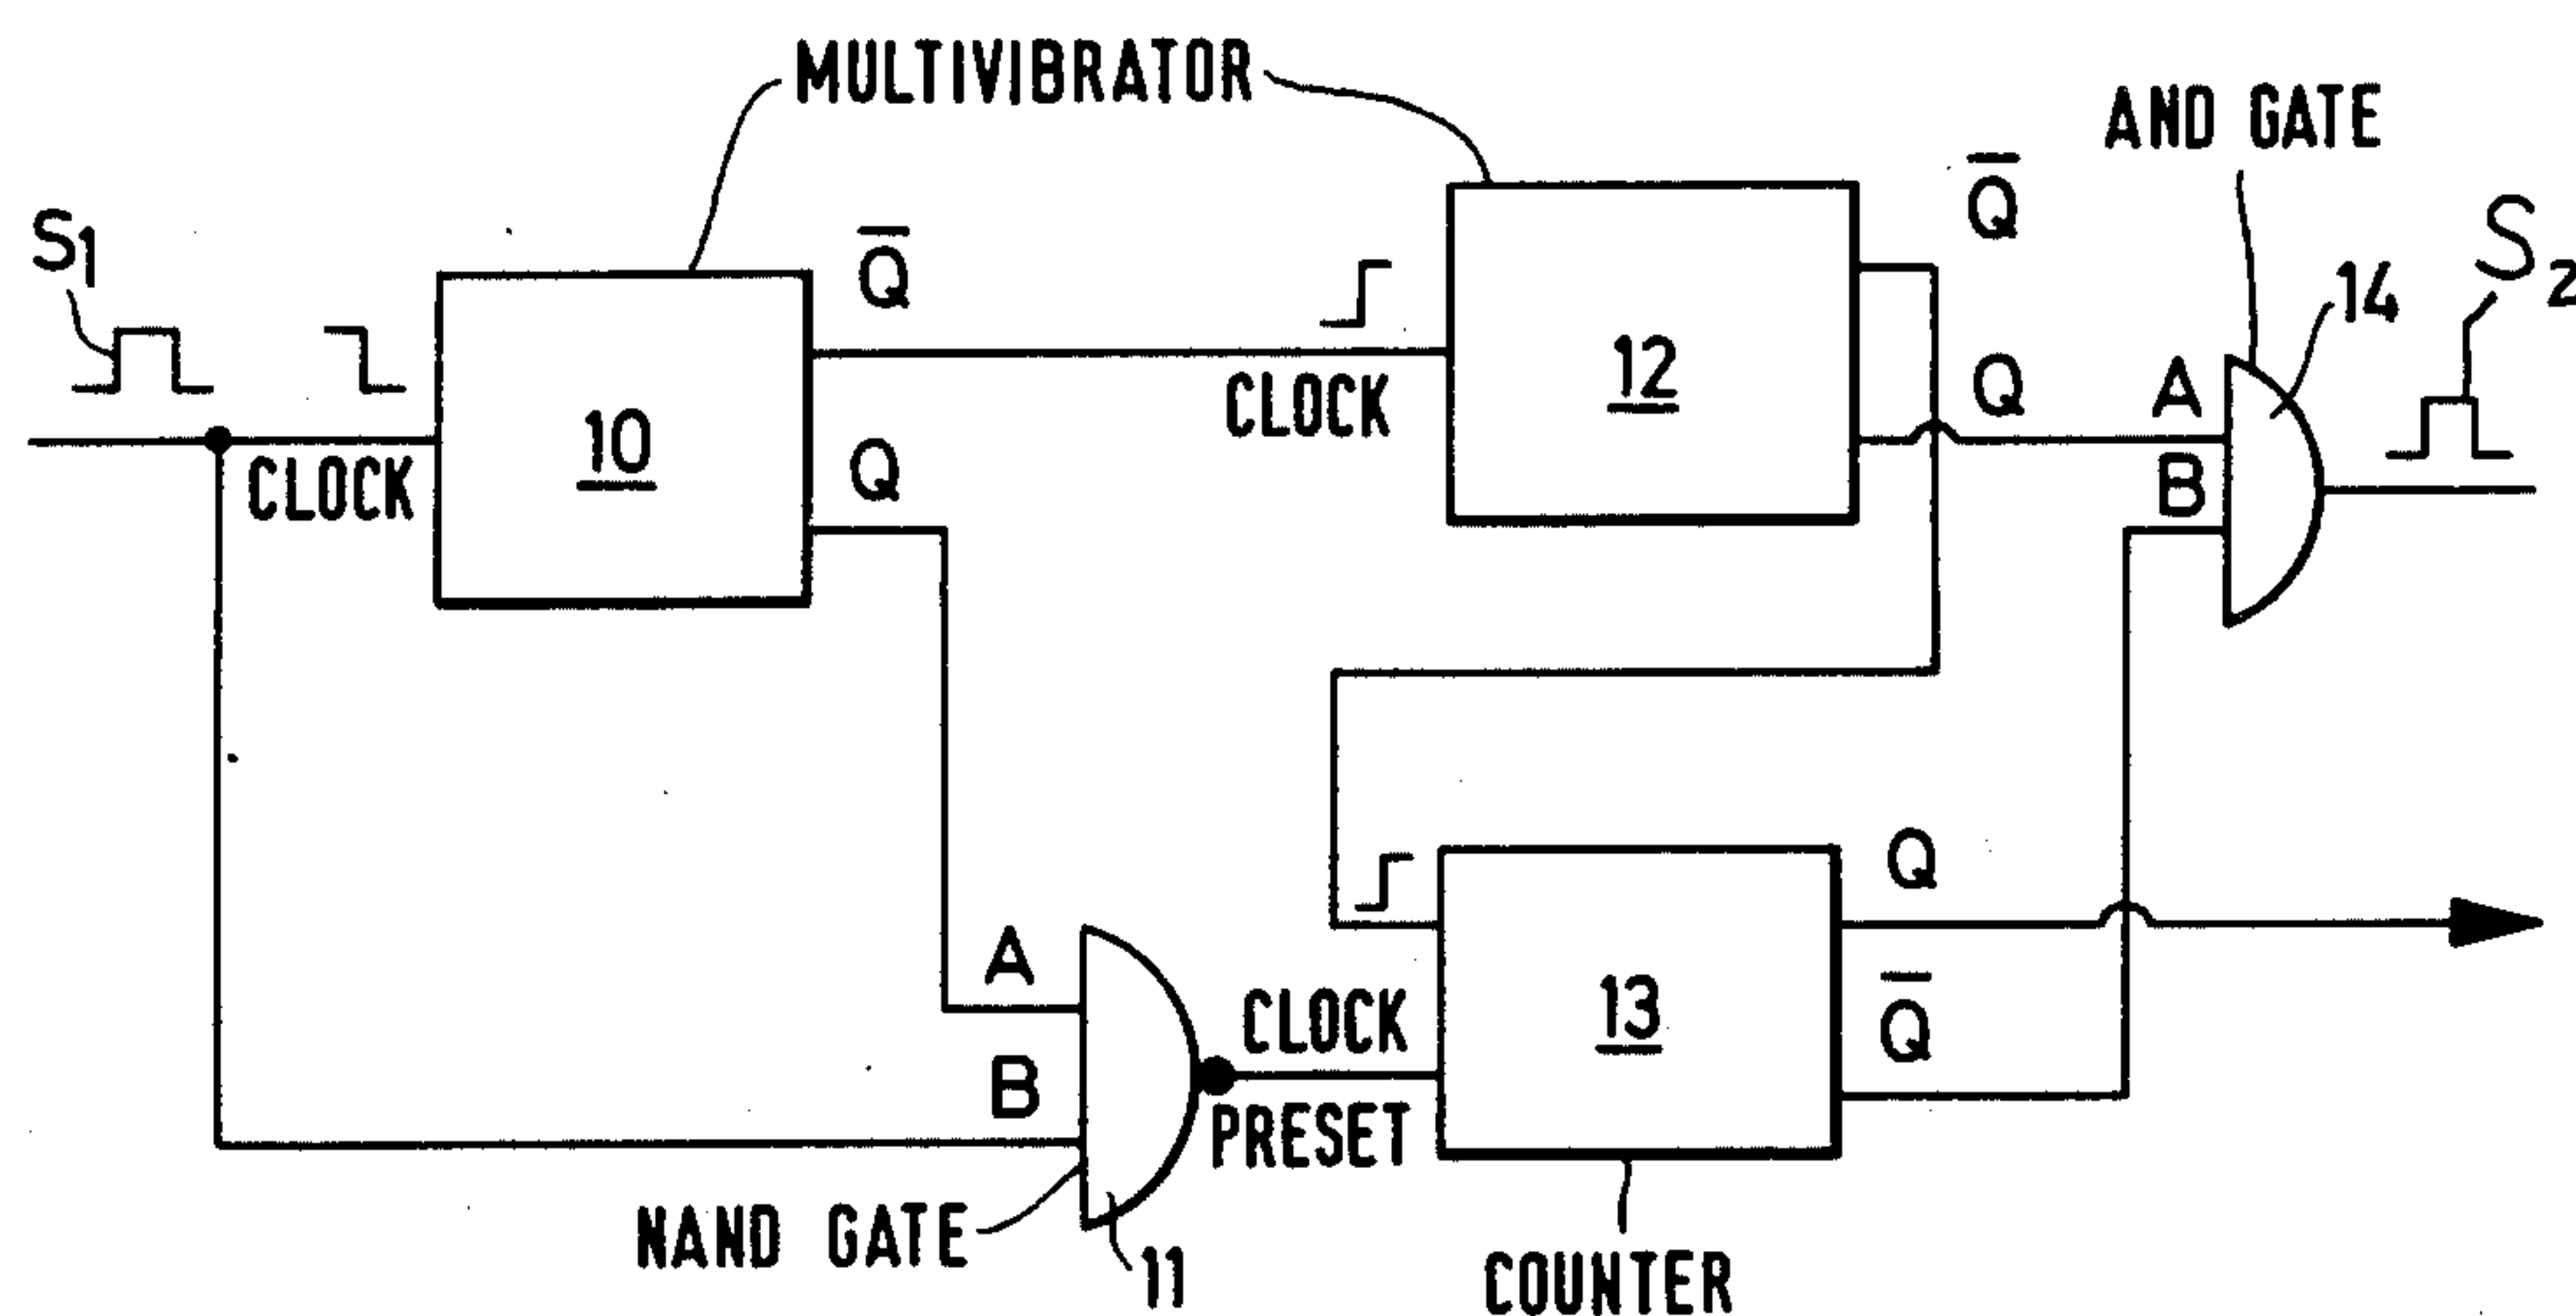 MULTIVIBRATOR
AND GATE
S1
Q̅
Q̅
S2
14
10
12
CLOCK
CLOCK
Q
Q
A
B
Q
A
13
Q̅
B
CLOCK
PRESET
NAND GATE
11
COUNTER